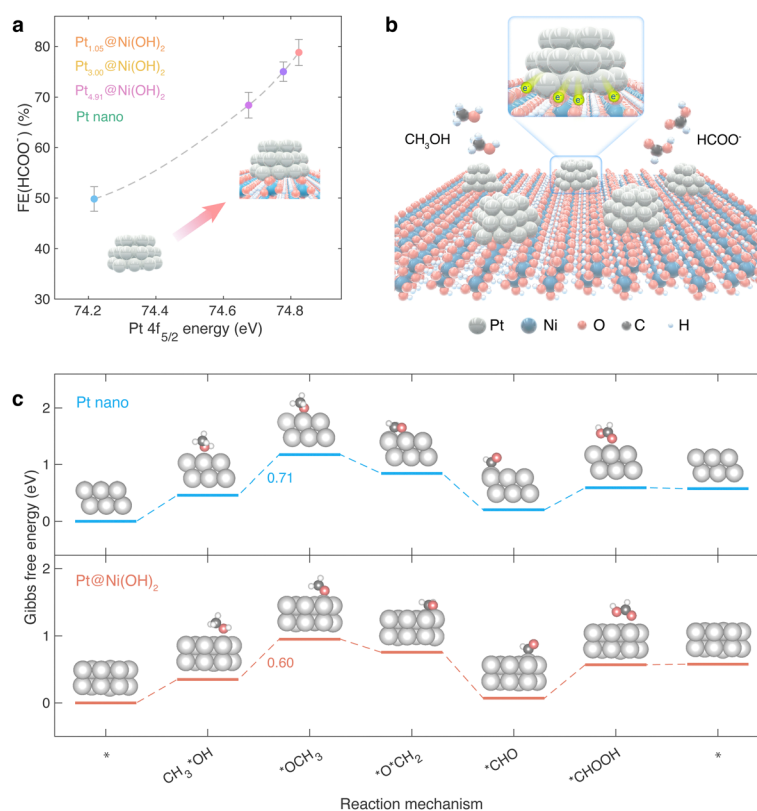 a
FE(HCOO⁻) (%)
80
70
60
50
40
30
Pt₁.₀₅@Ni(OH)₂
Pt₃.₀₀@Ni(OH)₂
Pt₄.₉₁@Ni(OH)₂
Pt nano
74.2 74.4 74.6 74.8
Pt 4f₅/₂ energy (eV)
b
e⁻ e⁻ e⁻ e⁻
CH₃OH
HCOO⁻
Pt Ni O C H
c
Gibbs free energy (eV)
Pt nano
2
1
0
0.71
Pt@Ni(OH)₂
2
1
0
0.60
*
CH₃*OH
*OCH₃
*O*CH₂
*CHO
*CHOOH
*
Reaction mechanism